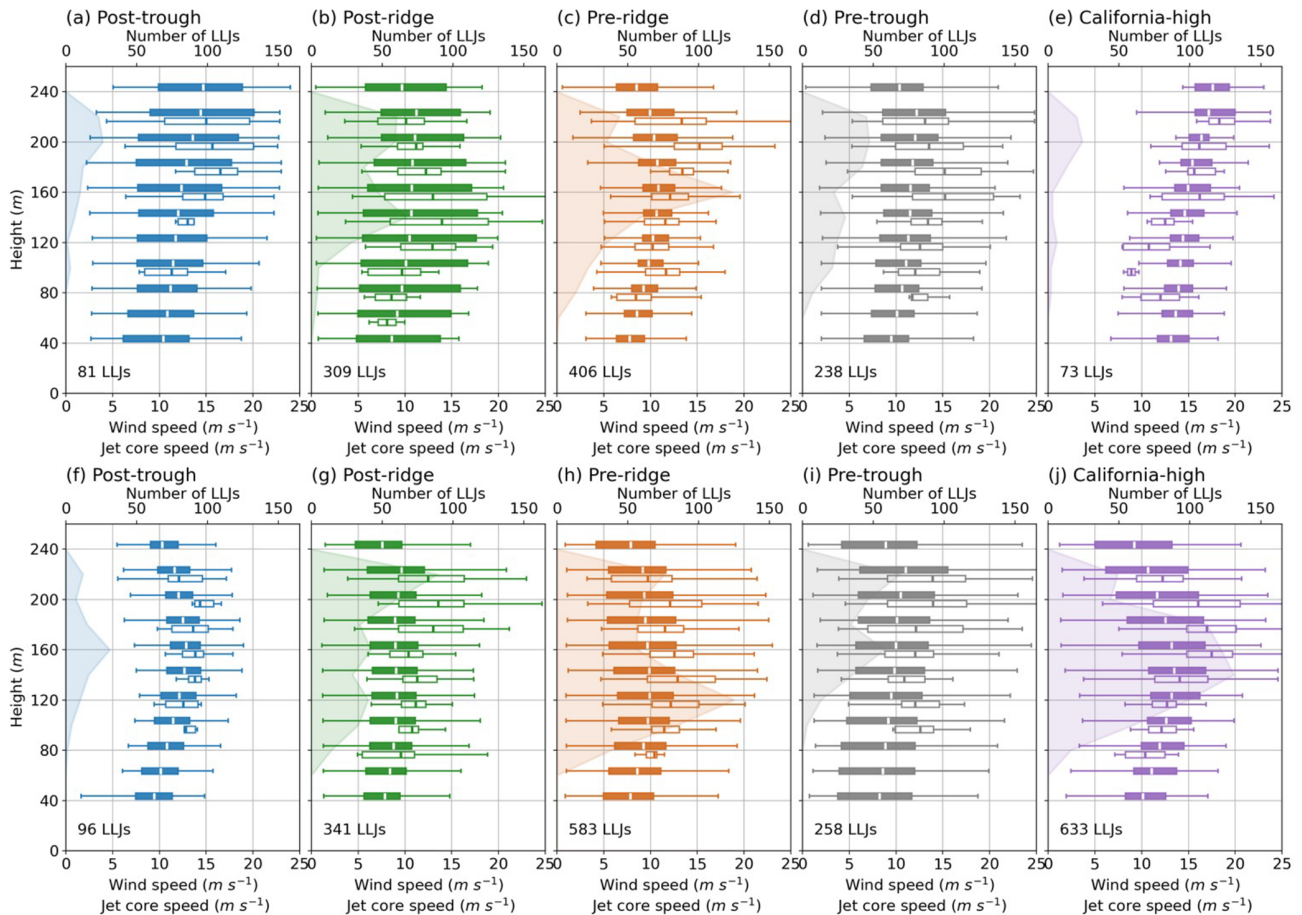 (a) Post-trough (b) Post-ridge (c) Pre-ridge (d) Pre-trough (e) California-high
Number of LLJs Number of LLJs Number of LLJs Number of LLJs Number of LLJs
0 50 100 150 0 50 100 150 0 50 100 150 0 50 100 150 0 50 100 150
240
200
160
120
80
40
0
Height (m)
81 LLJs 309 LLJs 406 LLJs 238 LLJs 73 LLJs
0 5 10 15 20 25 5 10 15 20 25 5 10 15 20 25 5 10 15 20 25 5 10 15 20 25
Wind speed (m s⁻¹) Wind speed (m s⁻¹) Wind speed (m s⁻¹) Wind speed (m s⁻¹) Wind speed (m s⁻¹)
Jet core speed (m s⁻¹) Jet core speed (m s⁻¹) Jet core speed (m s⁻¹) Jet core speed (m s⁻¹) Jet core speed (m s⁻¹)
(f) Post-trough (g) Post-ridge (h) Pre-ridge (i) Pre-trough (j) California-high
Number of LLJs Number of LLJs Number of LLJs Number of LLJs Number of LLJs
0 50 100 150 0 50 100 150 0 50 100 150 0 50 100 150 0 50 100 150
240
200
160
120
80
40
0
Height (m)
96 LLJs 341 LLJs 583 LLJs 258 LLJs 633 LLJs
0 5 10 15 20 25 5 10 15 20 25 5 10 15 20 25 5 10 15 20 25 5 10 15 20 25
Wind speed (m s⁻¹) Wind speed (m s⁻¹) Wind speed (m s⁻¹) Wind speed (m s⁻¹) Wind speed (m s⁻¹)
Jet core speed (m s⁻¹) Jet core speed (m s⁻¹) Jet core speed (m s⁻¹) Jet core speed (m s⁻¹) Jet core speed (m s⁻¹)